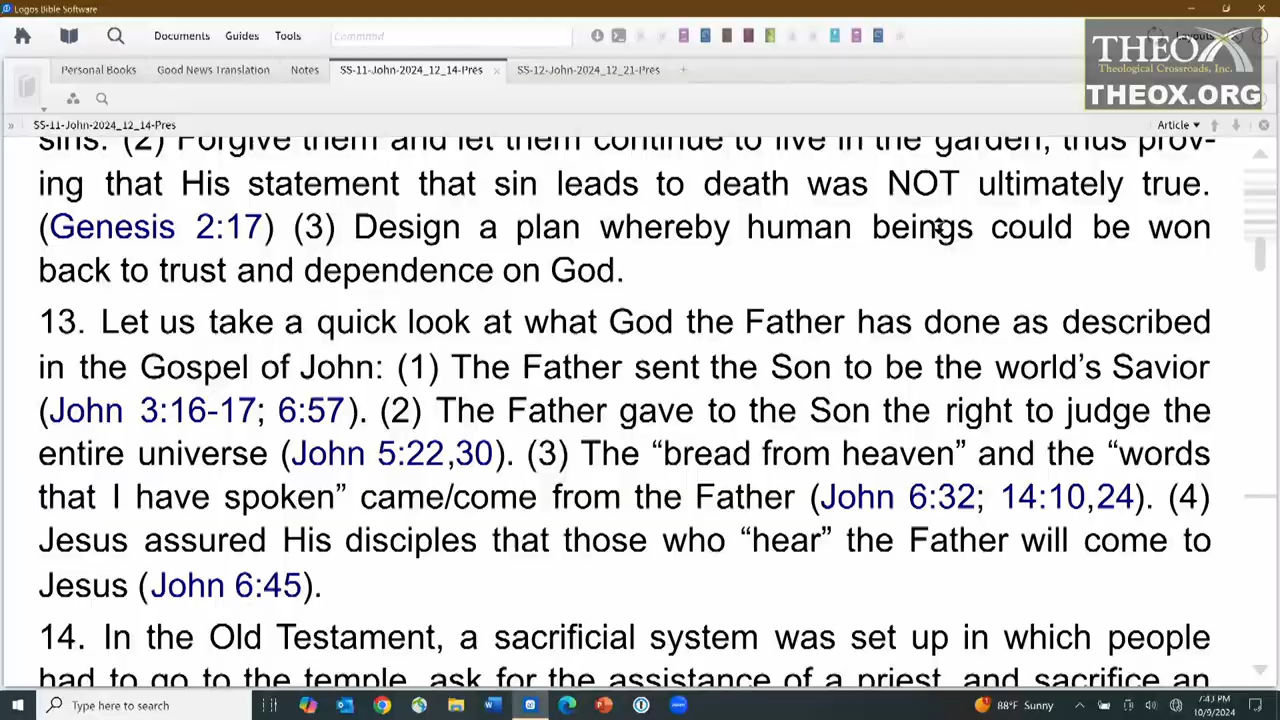 Logos Bible Software
Documents Guides Tools Command Layouts
THEOX
Theological Crossroads, Inc.
THEOX.ORG
Personal Books Good News Translation Notes SS-11-John-2024_12_14-Pres SS-12-John-2024_12_21-Pres
SS-11-John-2024_12_14-Pres Article
sins. (2) Forgive them and let them continue to live in the garden, thus prov-
ing that His statement that sin leads to death was NOT ultimately true.
(Genesis 2:17) (3) Design a plan whereby human beings could be won
back to trust and dependence on God.
13. Let us take a quick look at what God the Father has done as described
in the Gospel of John: (1) The Father sent the Son to be the world’s Savior
(John 3:16-17; 6:57). (2) The Father gave to the Son the right to judge the
entire universe (John 5:22,30). (3) The “bread from heaven” and the “words
that I have spoken” came/come from the Father (John 6:32; 14:10,24). (4)
Jesus assured His disciples that those who “hear” the Father will come to
Jesus (John 6:45).
14. In the Old Testament, a sacrificial system was set up in which people
had to go to the temple, ask for the assistance of a priest, and sacrifice an
Type here to search
88°F Sunny
7:43 PM
10/9/2024